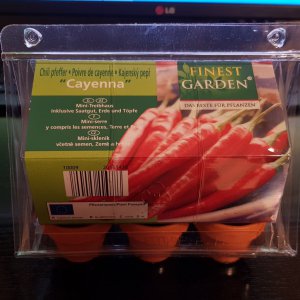 LG
Chili pfeffer • Poivre de cayenne • Kajenský pepř
"Cayenna"
FINEST
GARDEN®
DAS BESTE FÜR PFLANZEN
Mini-Treibhaus
inklusive Saatgut, Erde und Töpfe
Mini-serre
y compris les semences, Terre et
Mini-skleník
včetně semen, Země a